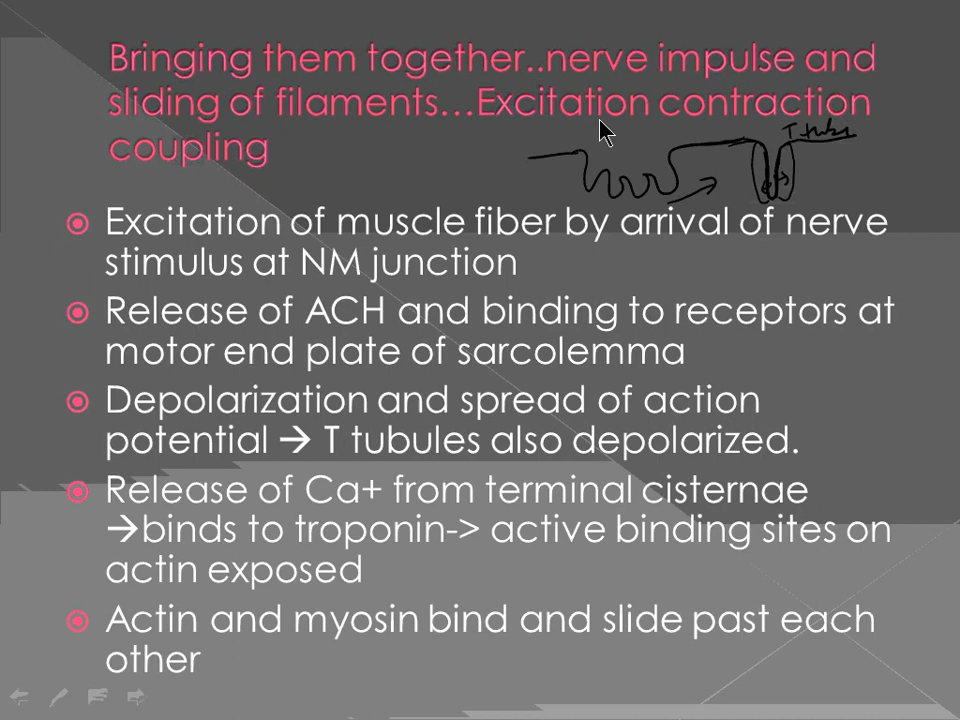 Bringing them together..nerve impulse and
sliding of filaments…Excitation contraction
coupling
T tube
Excitation of muscle fiber by arrival of nerve
stimulus at NM junction
Release of ACH and binding to receptors at
motor end plate of sarcolemma
Depolarization and spread of action
potential → T tubules also depolarized.
Release of Ca+ from terminal cisternae
→binds to troponin-> active binding sites on
actin exposed
Actin and myosin bind and slide past each
other